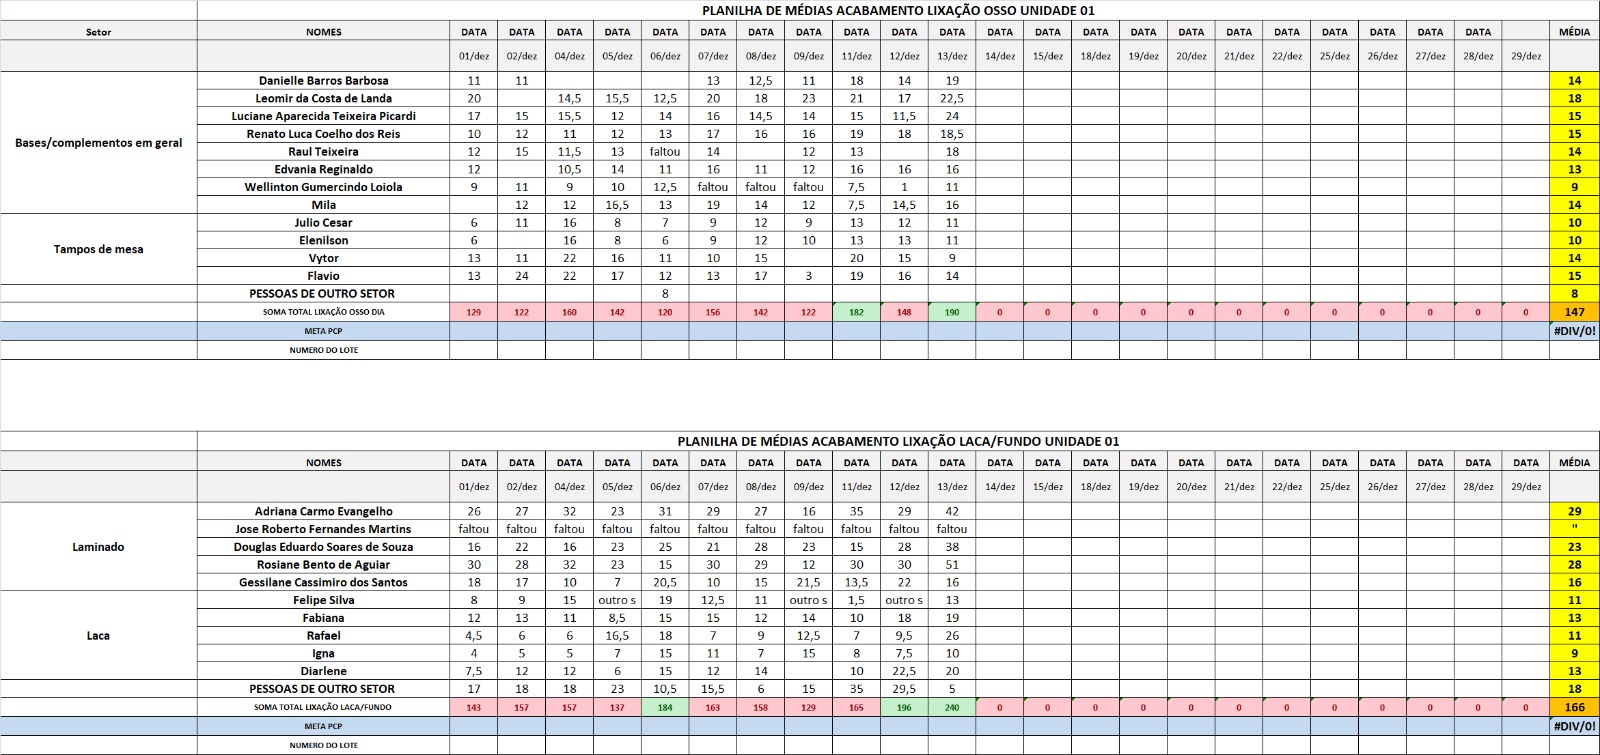 PLANILHA DE MÉDIAS ACABAMENTO LIXAÇÃO OSSO UNIDADE 01
Setor NOMES DATA DATA DATA DATA DATA DATA DATA DATA DATA DATA DATA DATA DATA DATA DATA DATA DATA DATA DATA DATA DATA DATA MÉDIA
01/dez 02/dez 04/dez 05/dez 06/dez 07/dez 08/dez 09/dez 11/dez 12/dez 13/dez 14/dez 15/dez 18/dez 19/dez 20/dez 21/dez 22/dez 25/dez 26/dez 27/dez 28/dez 29/dez
Danielle Barros Barbosa 11 11 13 12,5 11 18 14 19 14
Leomir da Costa de Landa 20 14,5 15,5 12,5 20 18 23 21 17 22,5 18
Luciane Aparecida Teixeira Picardi 17 15 15,5 12 14 16 14,5 14 15 11,5 24 15
Bases/complementos em geral Renato Luca Coelho dos Reis 10 12 11 12 13 17 16 16 19 18 18,5 15
Raul Teixeira 12 15 11,5 13 faltou 14 12 13 18 14
Edvania Reginaldo 12 10,5 14 11 16 11 12 16 16 16 13
Wellinton Gumercindo Loiola 9 11 9 10 12,5 faltou faltou faltou 7,5 1 11 9
Mila 12 12 16,5 13 19 14 12 7,5 14,5 16 14
Julio Cesar 6 11 16 8 7 9 12 9 13 12 11 10
Tampos de mesa Elenilson 6 16 8 6 9 12 10 13 13 11 10
Vytor 13 11 22 16 11 10 15 20 15 9 14
Flavio 13 24 22 17 12 13 17 3 19 16 14 15
PESSOAS DE OUTRO SETOR 8 8
SOMA TOTAL LIXAÇÃO OSSO DIA 129 122 160 142 120 156 142 122 182 148 190 0 0 0 0 0 0 0 0 0 0 0 0 147
META PCP #DIV/0!
NUMERO DO LOTE
PLANILHA DE MÉDIAS ACABAMENTO LIXAÇÃO LACA/FUNDO UNIDADE 01
NOMES DATA DATA DATA DATA DATA DATA DATA DATA DATA DATA DATA DATA DATA DATA DATA DATA DATA DATA DATA DATA DATA DATA DATA MÉDIA
01/dez 02/dez 04/dez 05/dez 06/dez 07/dez 08/dez 09/dez 11/dez 12/dez 13/dez 14/dez 15/dez 18/dez 19/dez 20/dez 21/dez 22/dez 25/dez 26/dez 27/dez 28/dez 29/dez
Adriana Carmo Evangelho 26 27 32 23 31 29 27 16 35 29 42 29
Jose Roberto Fernandes Martins faltou faltou faltou faltou faltou faltou faltou faltou faltou faltou faltou "
Laminado Douglas Eduardo Soares de Souza 16 22 16 23 25 21 28 23 15 28 38 23
Rosiane Bento de Aguiar 30 28 32 23 15 30 29 12 30 30 51 28
Gessilane Cassimiro dos Santos 18 17 10 7 20,5 10 15 21,5 13,5 22 16 16
Felipe Silva 8 9 15 outro s 19 12,5 11 outro s 1,5 outro s 13 11
Fabiana 12 13 11 8,5 15 15 12 14 10 18 19 13
Laca Rafael 4,5 6 6 16,5 18 7 9 12,5 7 9,5 26 11
Igna 4 5 5 7 15 11 7 15 8 7,5 10 9
Diarlene 7,5 12 12 6 15 12 14 10 22,5 20 13
PESSOAS DE OUTRO SETOR 17 18 18 23 10,5 15,5 6 15 35 29,5 5 18
SOMA TOTAL LIXAÇÃO LACA/FUNDO 143 157 157 137 184 163 158 129 165 196 240 0 0 0 0 0 0 0 0 0 0 0 0 166
META PCP #DIV/0!
NUMERO DO LOTE